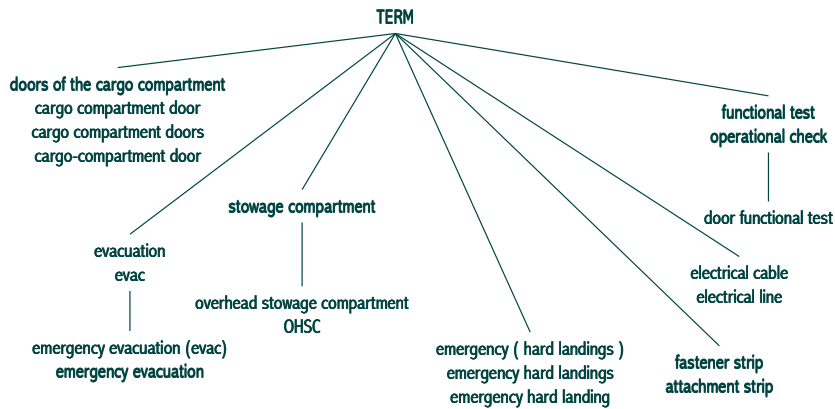 TERM
doors of the cargo compartment
cargo compartment door
cargo compartment doors
cargo-compartment door
functional test
operational check
door functional test
stowage compartment
overhead stowage compartment
OHSC
evacuation
evac
emergency evacuation (evac)
emergency evacuation
electrical cable
electrical line
emergency ( hard landings )
emergency hard landings
emergency hard landing
fastener strip
attachment strip